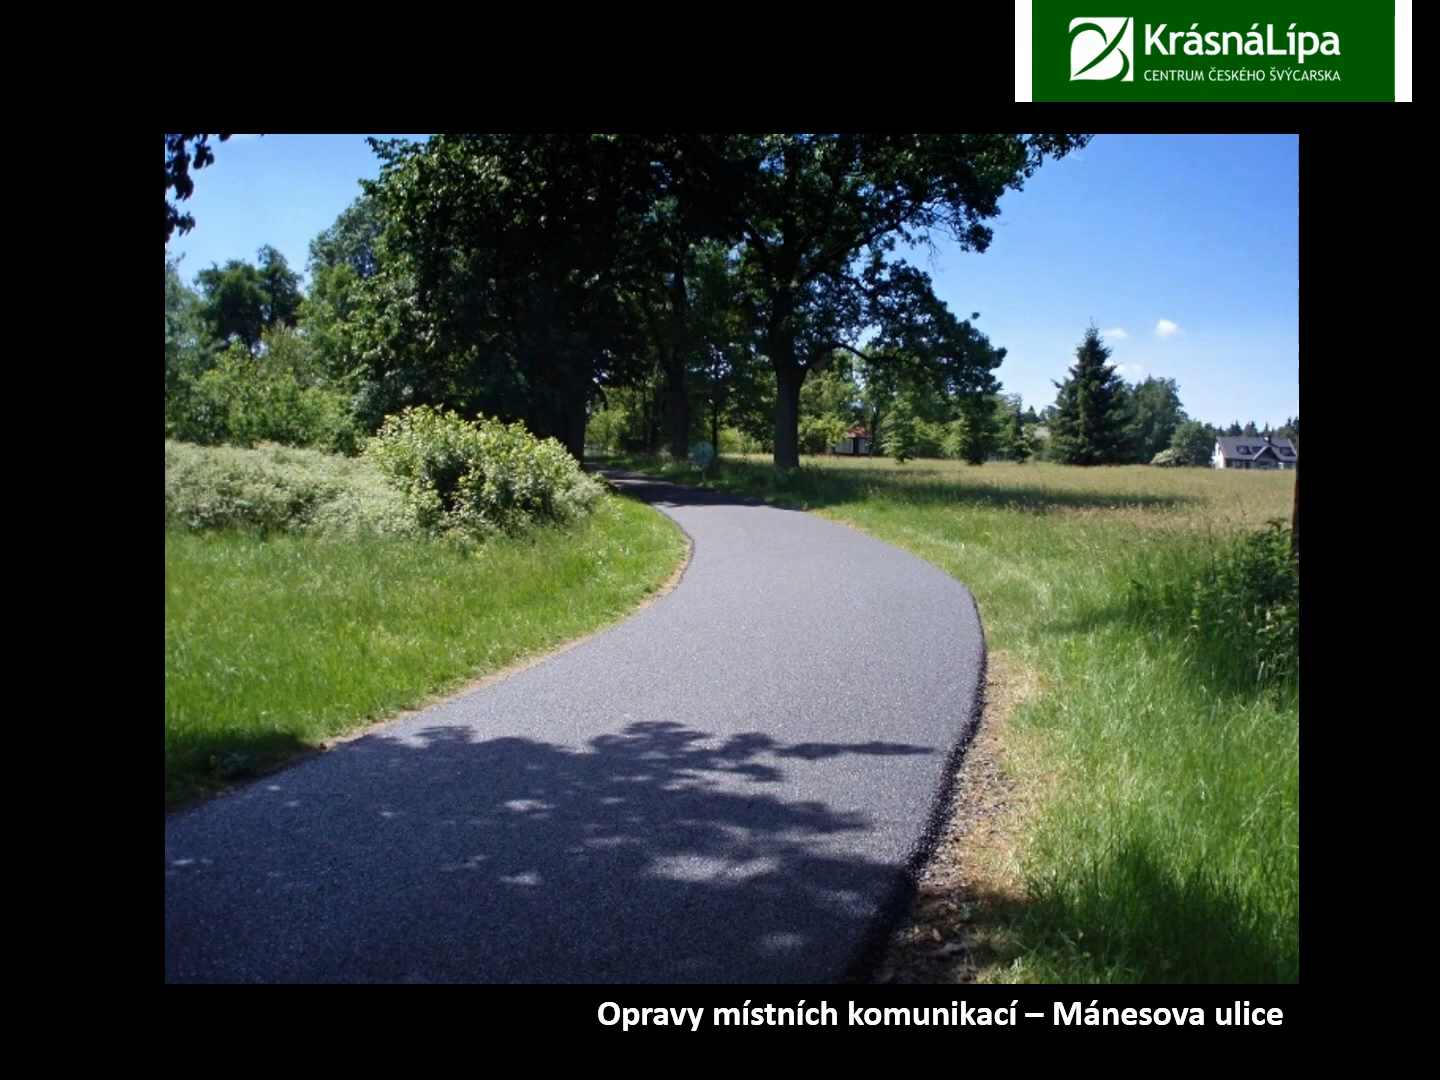 KrásnáLípa
CENTRUM ČESKÉHO ŠVÝCARSKA
Opravy místních komunikací – Mánesova ulice